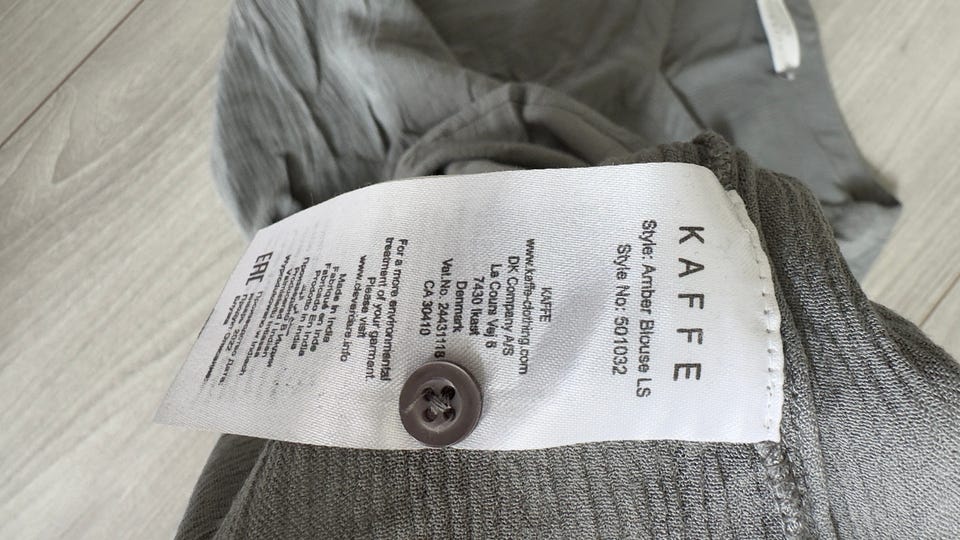 KAFFE
Style: Amber Blouse LS
Style No: 501032
KAFFE
www.kaffe-clothing.com
DK Company A/S
La Cours Vej 6
7430 Ikast
Denmark
Vat.No. 24431118
CA 30410
For a more environmental
treatment of your garment.
Please visit
www.clevercare.info
Made in India
Fabriqué en Inde
Producido En India
EAC